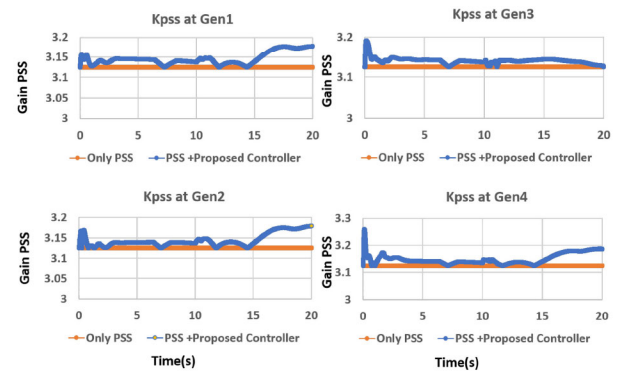 Kpss at Gen1
Gain PSS
3.2
3.15
3.1
3.05
3
0 5 10 15 20
Only PSS PSS +Proposed Controller
Kpss at Gen3
Gain PSS
3.2
3.1
3
0 5 10 15 20
Only PSS PSS +Proposed Controller
Kpss at Gen2
Gain PSS
3.2
3.15
3.1
3.05
3
0 5 10 15 20
Only PSS PSS +Proposed Controller
Time(s)
Kpss at Gen4
Gain PSS
3.3
3.2
3.1
3
0 5 10 15 20
Only PSS PSS +Proposed Controller
Time(s)